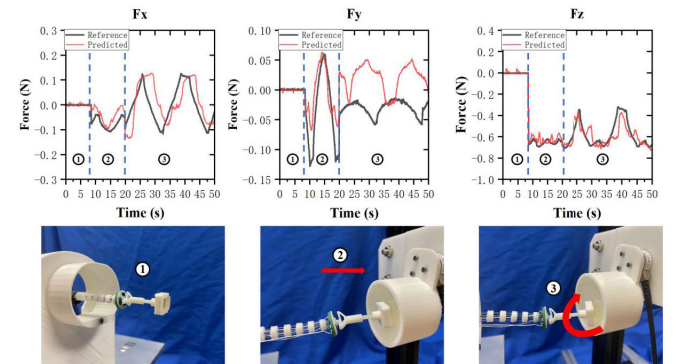 Fx
Reference
Predicted
0.3
0.2
0.1
0.0
-0.1
-0.2
-0.3
Force (N)
① ② ③
0 5 10 15 20 25 30 35 40 45 50
Time (s)
Fy
Reference
Predicted
0.10
0.05
0.00
-0.05
-0.10
-0.15
Force (N)
① ② ③
0 5 10 15 20 25 30 35 40 45 50
Time (s)
Fz
Reference
Predicted
0.4
0.2
0.0
-0.2
-0.4
-0.6
-0.8
-1.0
Force (N)
① ② ③
0 5 10 15 20 25 30 35 40 45 50
Time (s)
①
②
③